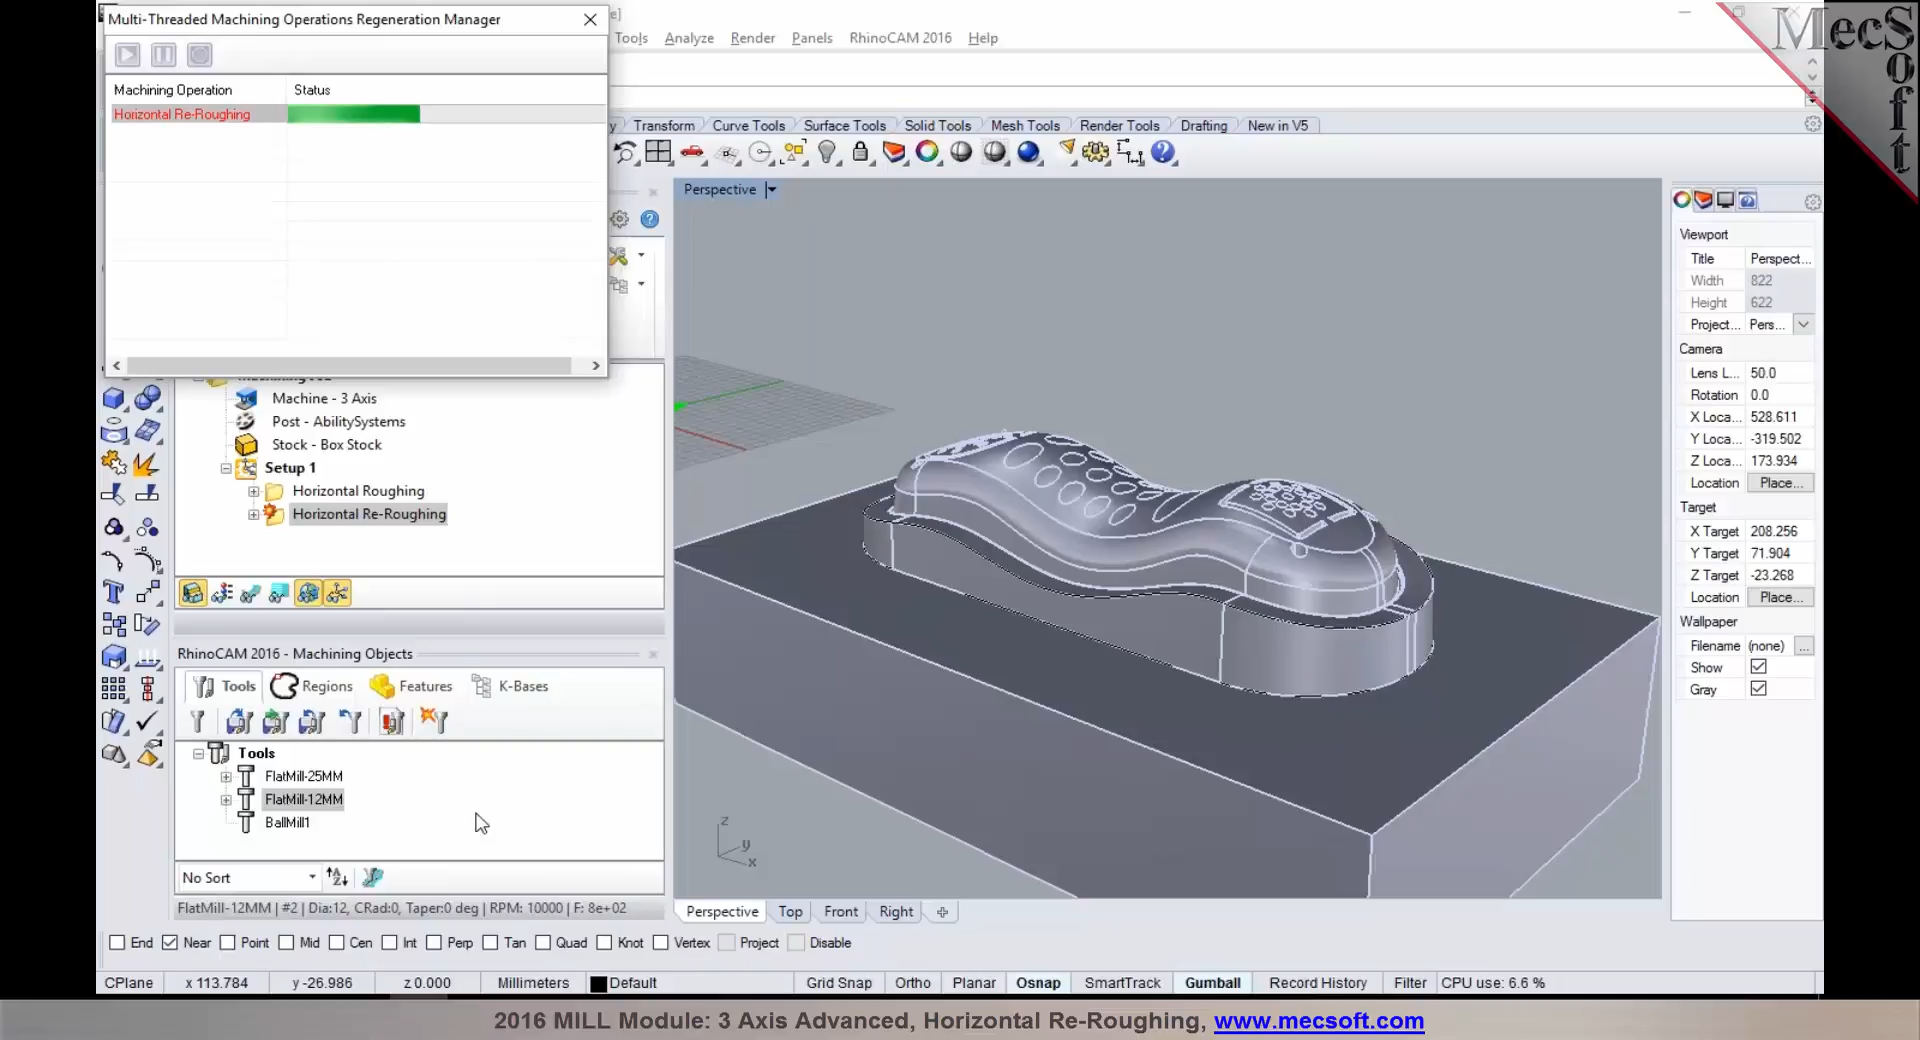 Multi-Threaded Machining Operations Regeneration Manager
Machining Operation Status
Horizontal Re-Roughing
Tools Analyze Render Panels RhinoCAM 2016 Help
MecSoft
Transform Curve Tools Surface Tools Solid Tools Mesh Tools Render Tools Drafting New in V5
Perspective
Machine - 3 Axis
Post - AbilitySystems
Stock - Box Stock
Setup 1
Horizontal Roughing
Horizontal Re-Roughing
RhinoCAM 2016 - Machining Objects
Tools Regions Features K-Bases
Tools
FlatMill-25MM
FlatMill-12MM
BallMill1
No Sort
FlatMill-12MM | #2 | Dia:12, CRad:0, Taper:0 deg | RPM: 10000 | F: 8e+02
z
y
x
Perspective Top Front Right
Viewport
Title Perspect...
Width 822
Height 622
Project... Pers...
Camera
Lens L... 50.0
Rotation 0.0
X Loca... 528.611
Y Loca... -319.502
Z Loca... 173.934
Location Place...
Target
X Target 208.256
Y Target 71.904
Z Target -23.268
Location Place...
Wallpaper
Filename (none) ...
Show
Gray
End Near Point Mid Cen Int Perp Tan Quad Knot Vertex Project Disable
CPlane x 113.784 y -26.986 z 0.000 Millimeters Default Grid Snap Ortho Planar Osnap SmartTrack Gumball Record History Filter CPU use: 6.6 %
2016 MILL Module: 3 Axis Advanced, Horizontal Re-Roughing, www.mecsoft.com